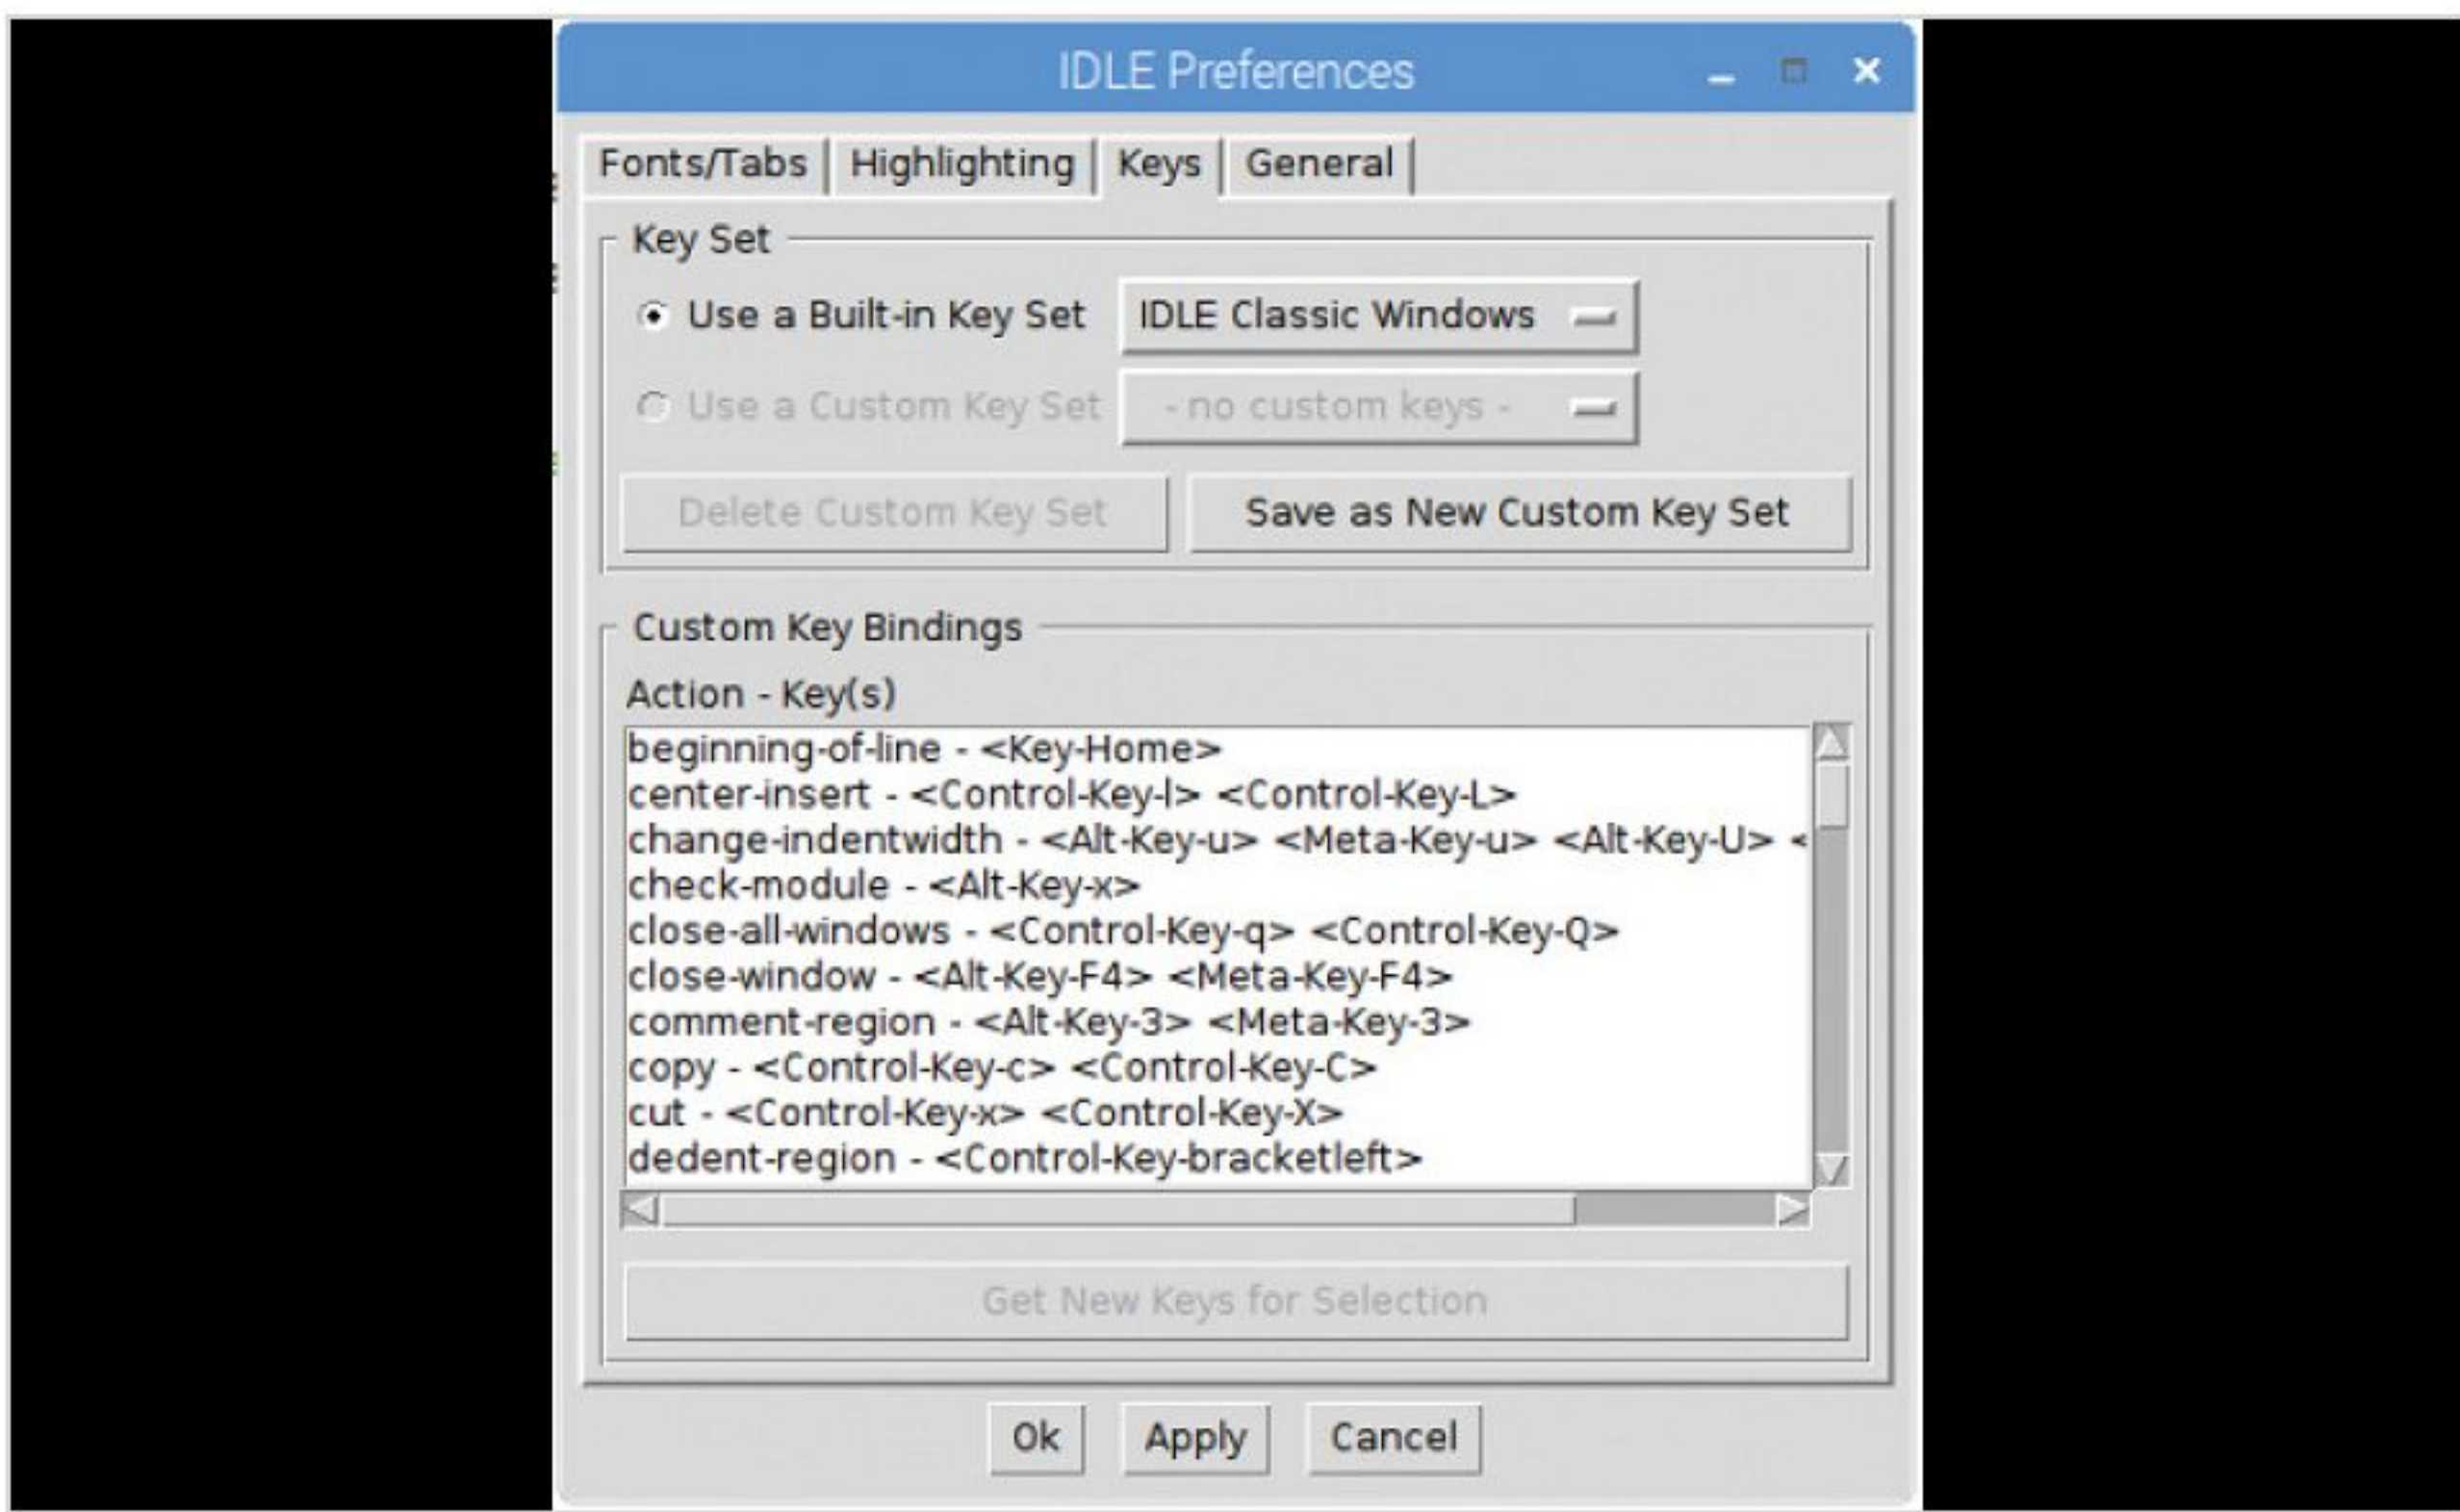 IDLE Preferences
Fonts/Tabs Highlighting Keys General
Key Set
Use a Built-in Key Set IDLE Classic Windows
Use a Custom Key Set - no custom keys -
Delete Custom Key Set Save as New Custom Key Set
Custom Key Bindings
Action - Key(s)
beginning-of-line - <Key-Home>
center-insert - <Control-Key-l> <Control-Key-L>
change-indentwidth - <Alt-Key-u> <Meta-Key-u> <Alt-Key-U> <
check-module - <Alt-Key-x>
close-all-windows - <Control-Key-q> <Control-Key-Q>
close-window - <Alt-Key-F4> <Meta-Key-F4>
comment-region - <Alt-Key-3> <Meta-Key-3>
copy - <Control-Key-c> <Control-Key-C>
cut - <Control-Key-x> <Control-Key-X>
dedent-region - <Control-Key-bracketleft>
Get New Keys for Selection
Ok Apply Cancel